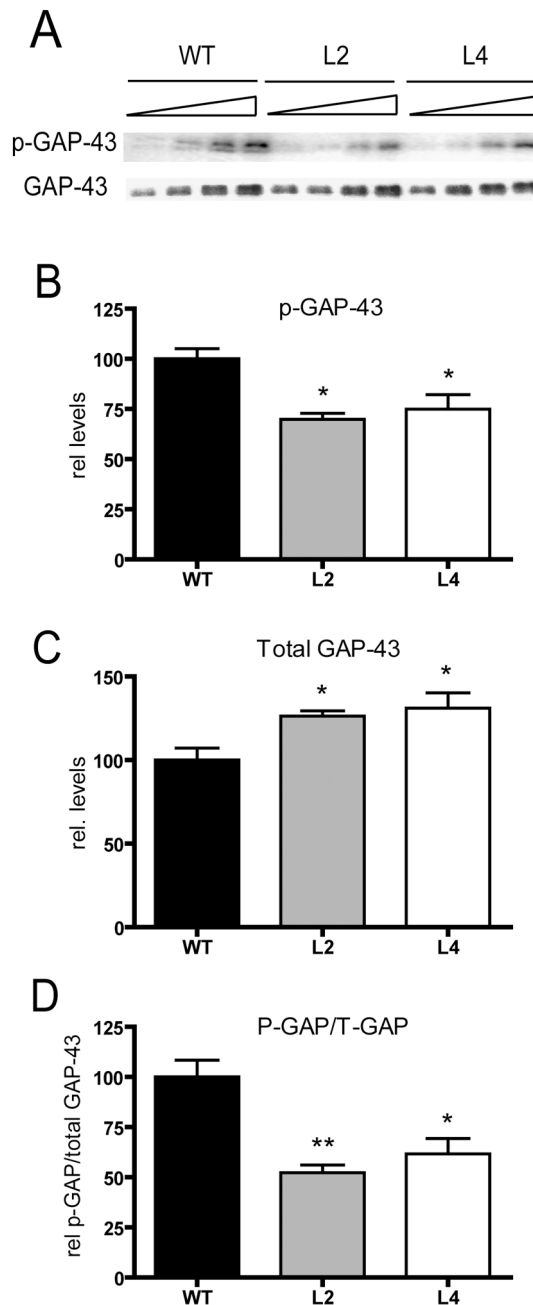 A
WT L2 L4
p-GAP-43
GAP-43
B
p-GAP-43
125
100
75
50
25
0
rel levels
* *
WT L2 L4
C
Total GAP-43
150
100
50
0
rel. levels
* *
WT L2 L4
D
P-GAP/T-GAP
125
100
75
50
25
0
rel p-GAP/total GAP-43
** *
WT L2 L4